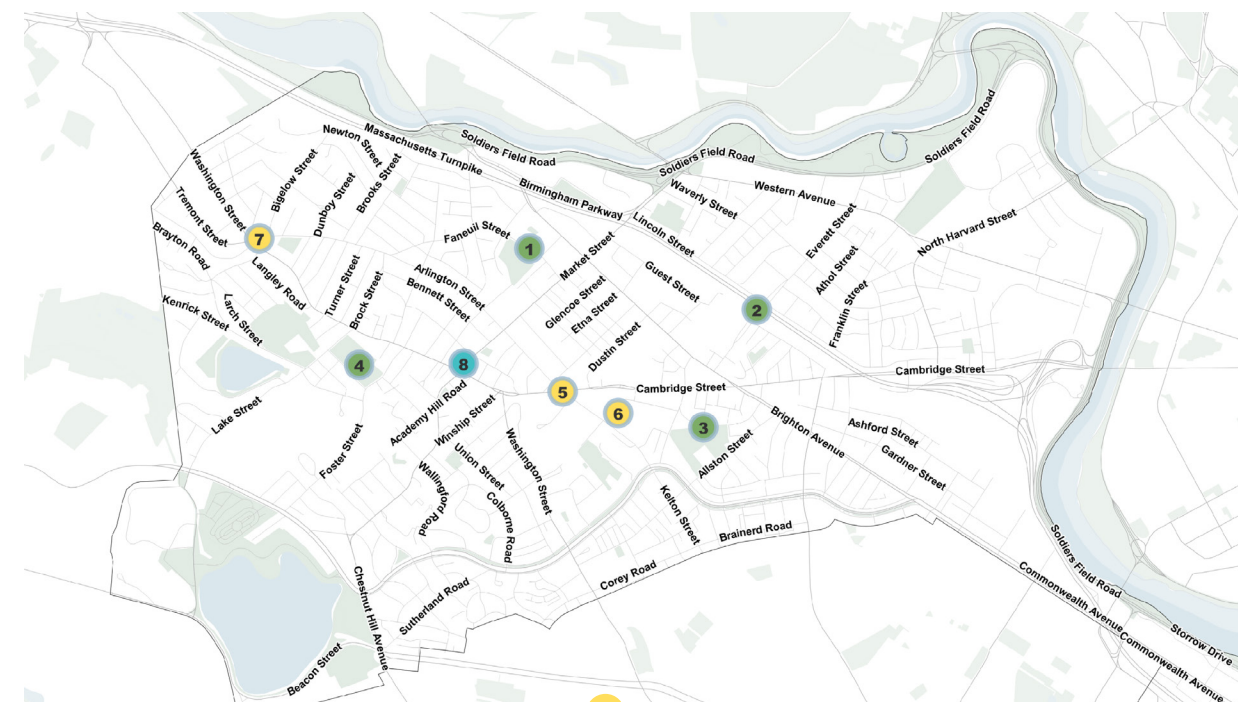 Newton Street
Massachusetts Turnpike
Soldiers Field Road
Soldiers Field Road
Soldiers Field Road
Washington Street
Bigelow Street
Dunboy Street
Brooks Street
Birmingham Parkway
Waverly Street
Western Avenue
Tremont Street
Brayton Road
7
Faneuil Street
1
Market Street
Lincoln Street
Everett Street
North Harvard Street
Langley Road
Turner Street
Brock Street
Arlington Street
Bennett Street
Glencoe Street
Etna Street
Guest Street
Athol Street
Franklin Street
Kenrick Street
Larch Street
2
Dustin Street
4
8
5
6
Cambridge Street
Cambridge Street
3
Lake Street
Foster Street
Academy Hill Road
Winship Street
Union Street
Washington Street
Allston Street
Brighton Avenue
Ashford Street
Gardner Street
Wallingford Road
Colborne Road
Kelton Street
Brainerd Road
Corey Road
Sutherland Road
Chestnut Hill Avenue
Beacon Street
Soldiers Field Road
Commonwealth Avenue
Commonwealth Avenue
Storrow Drive